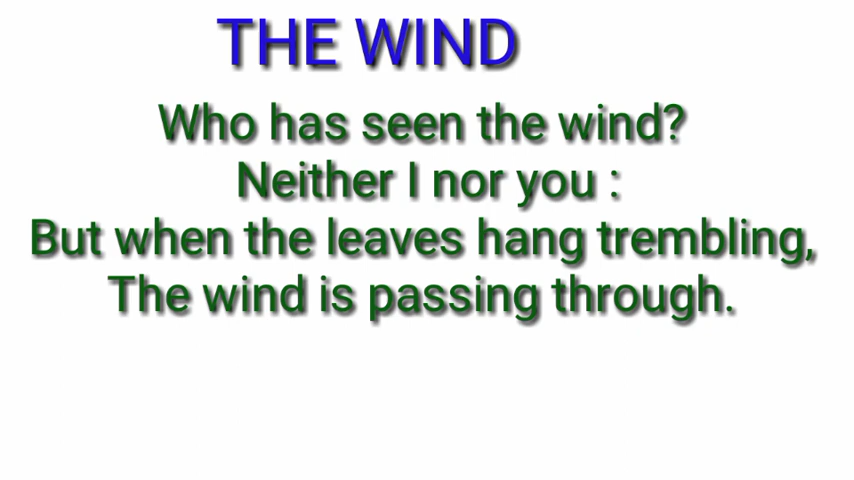 THE WIND
Who has seen the wind?
Neither I nor you :
But when the leaves hang trembling,
The wind is passing through.